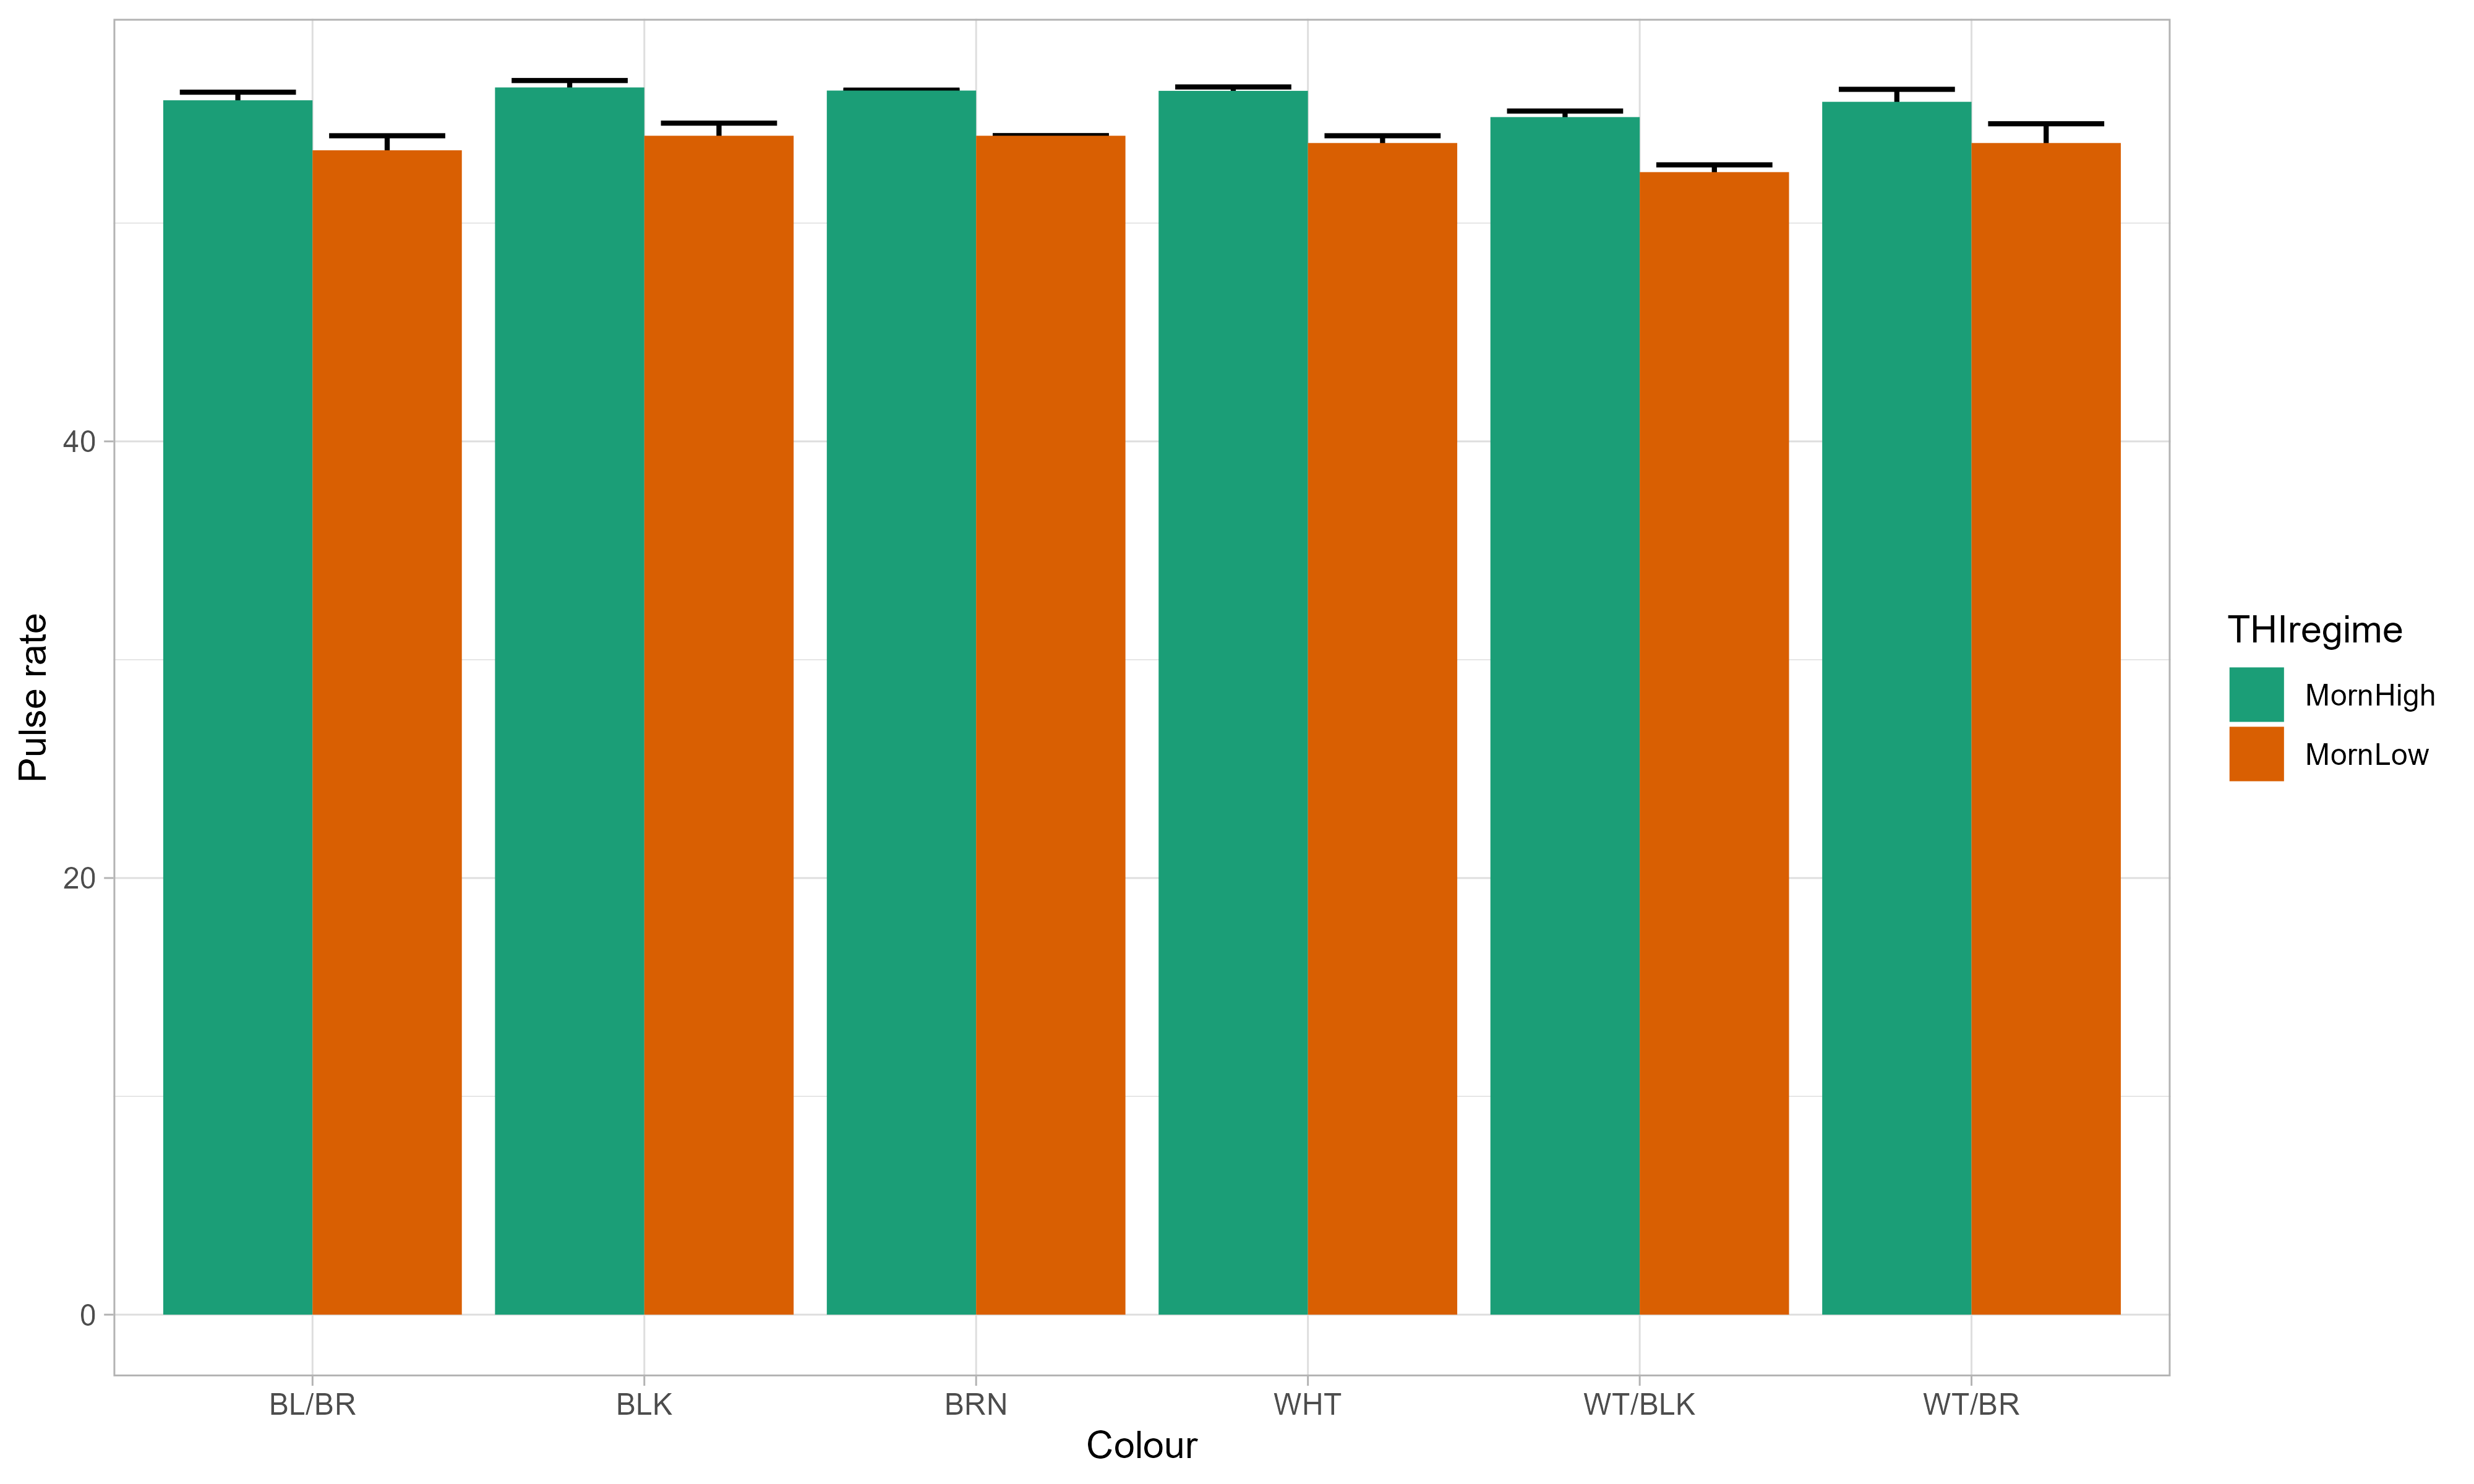 Pulse rate
40
20
0
BL/BR
BLK
BRN
WHT
WT/BLK
WT/BR
Colour
THIregime
MornHigh
MornLow